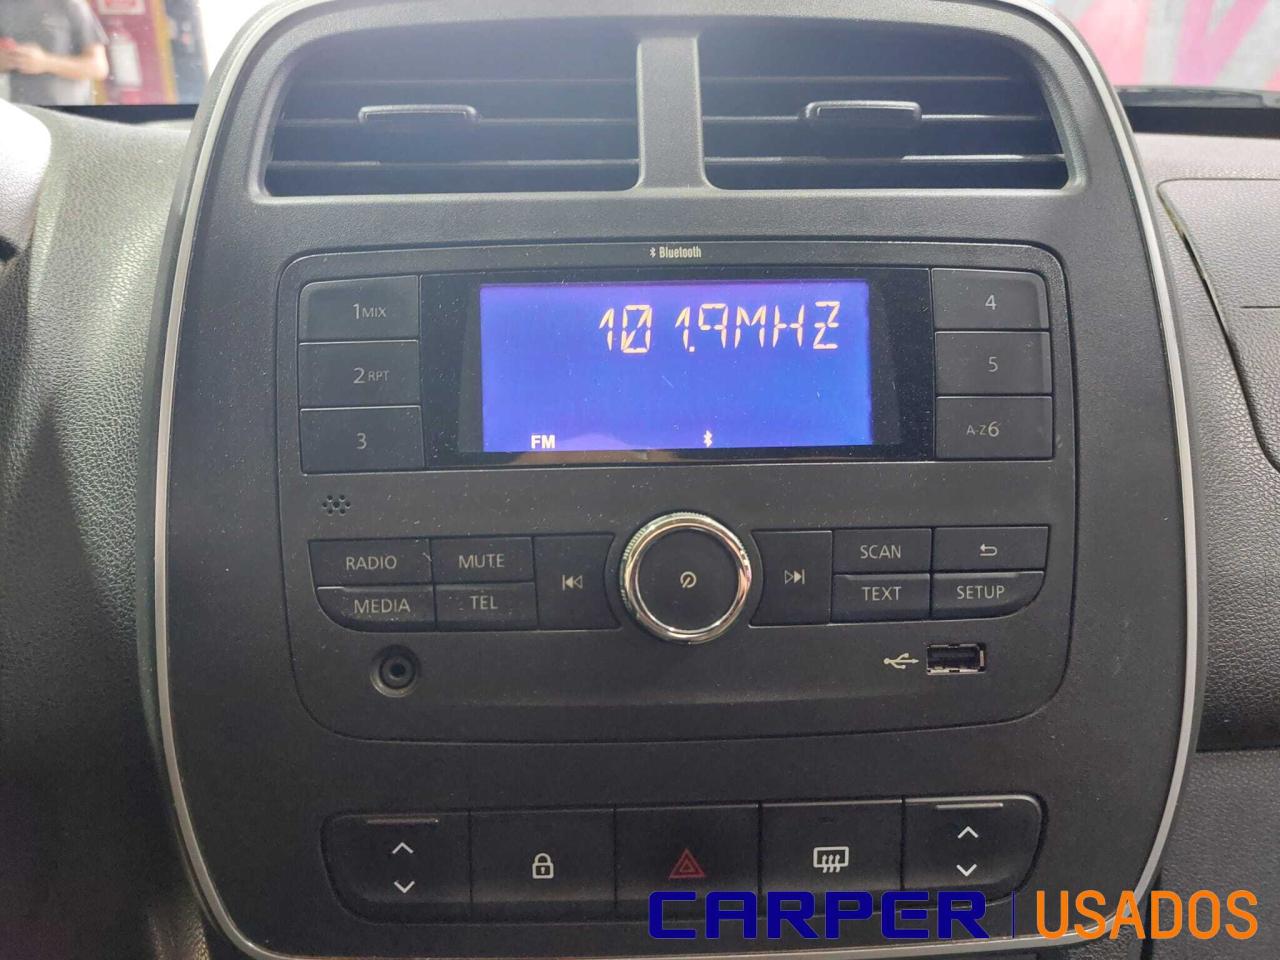 Bluetooth
1MIX
2RPT
3
101.9MHZ
FM
4
5
A-Z6
RADIO
MUTE
MEDIA
TEL
SCAN
TEXT
SETUP
CARPER | USADOS